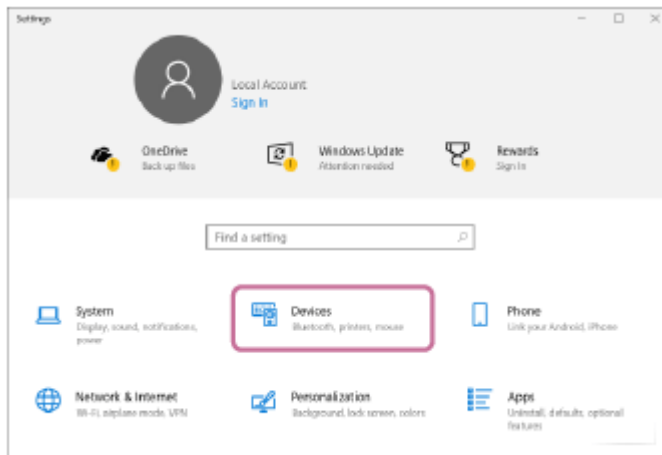 Settings
Local Account
Sign In
OneDrive
Back up files
Windows Update
Attention needed
Rewards
Sign In
Find a setting
System
Display, sound, notifications,
power
Devices
Bluetooth, printers, mouse
Phone
Link your Android, iPhone
Network & Internet
Wi-Fi, airplane mode, VPN
Personalization
Background, lock screen, colors
Apps
Uninstall, defaults, optional
features